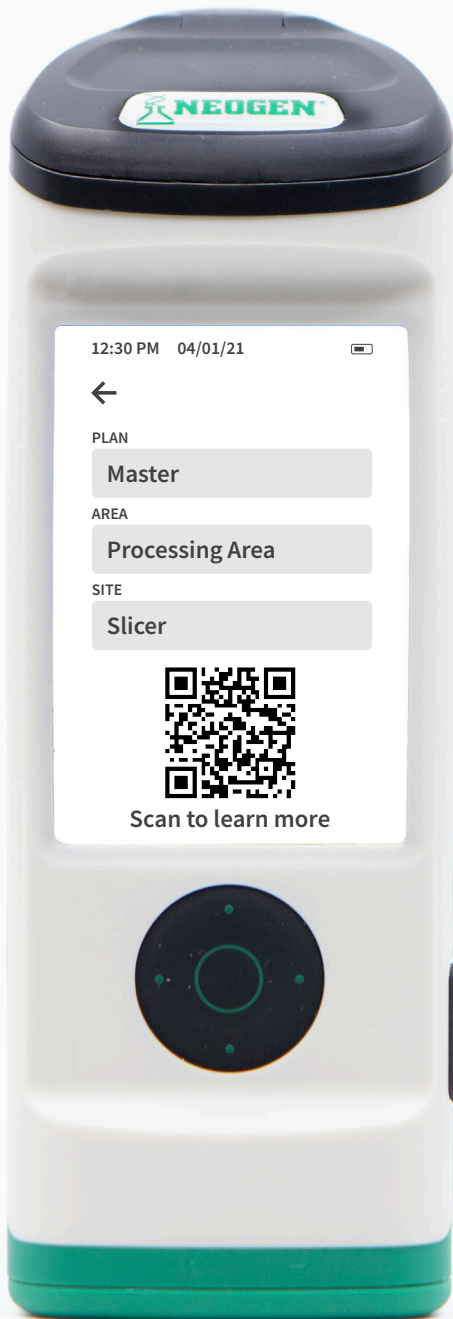 NEOGEN
12:30 PM 04/01/21
PLAN
Master
AREA
Processing Area
SITE
Slicer
Scan to learn more